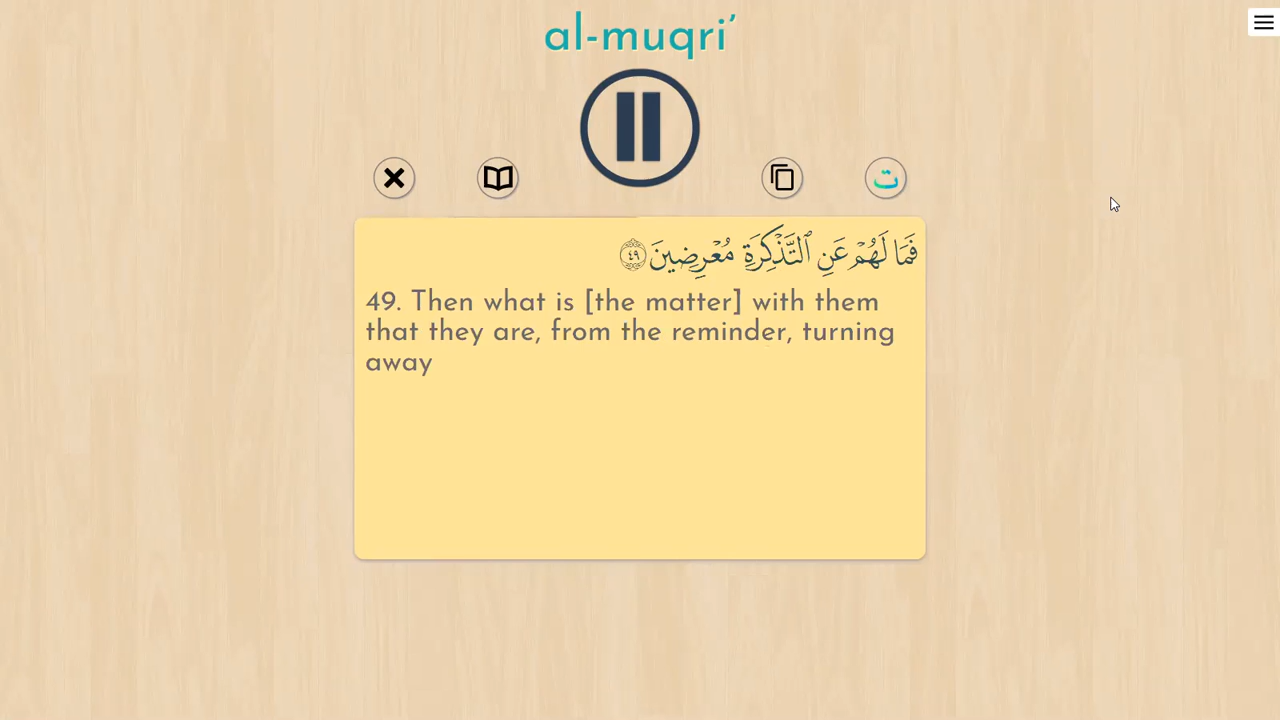 al-muqri’
ت
فَمَا لَهُمْ عَنِ ٱلتَّذْكِرَةِ مُعْرِضِينَ ٤٩
49. Then what is [the matter] with them
that they are, from the reminder, turning
away